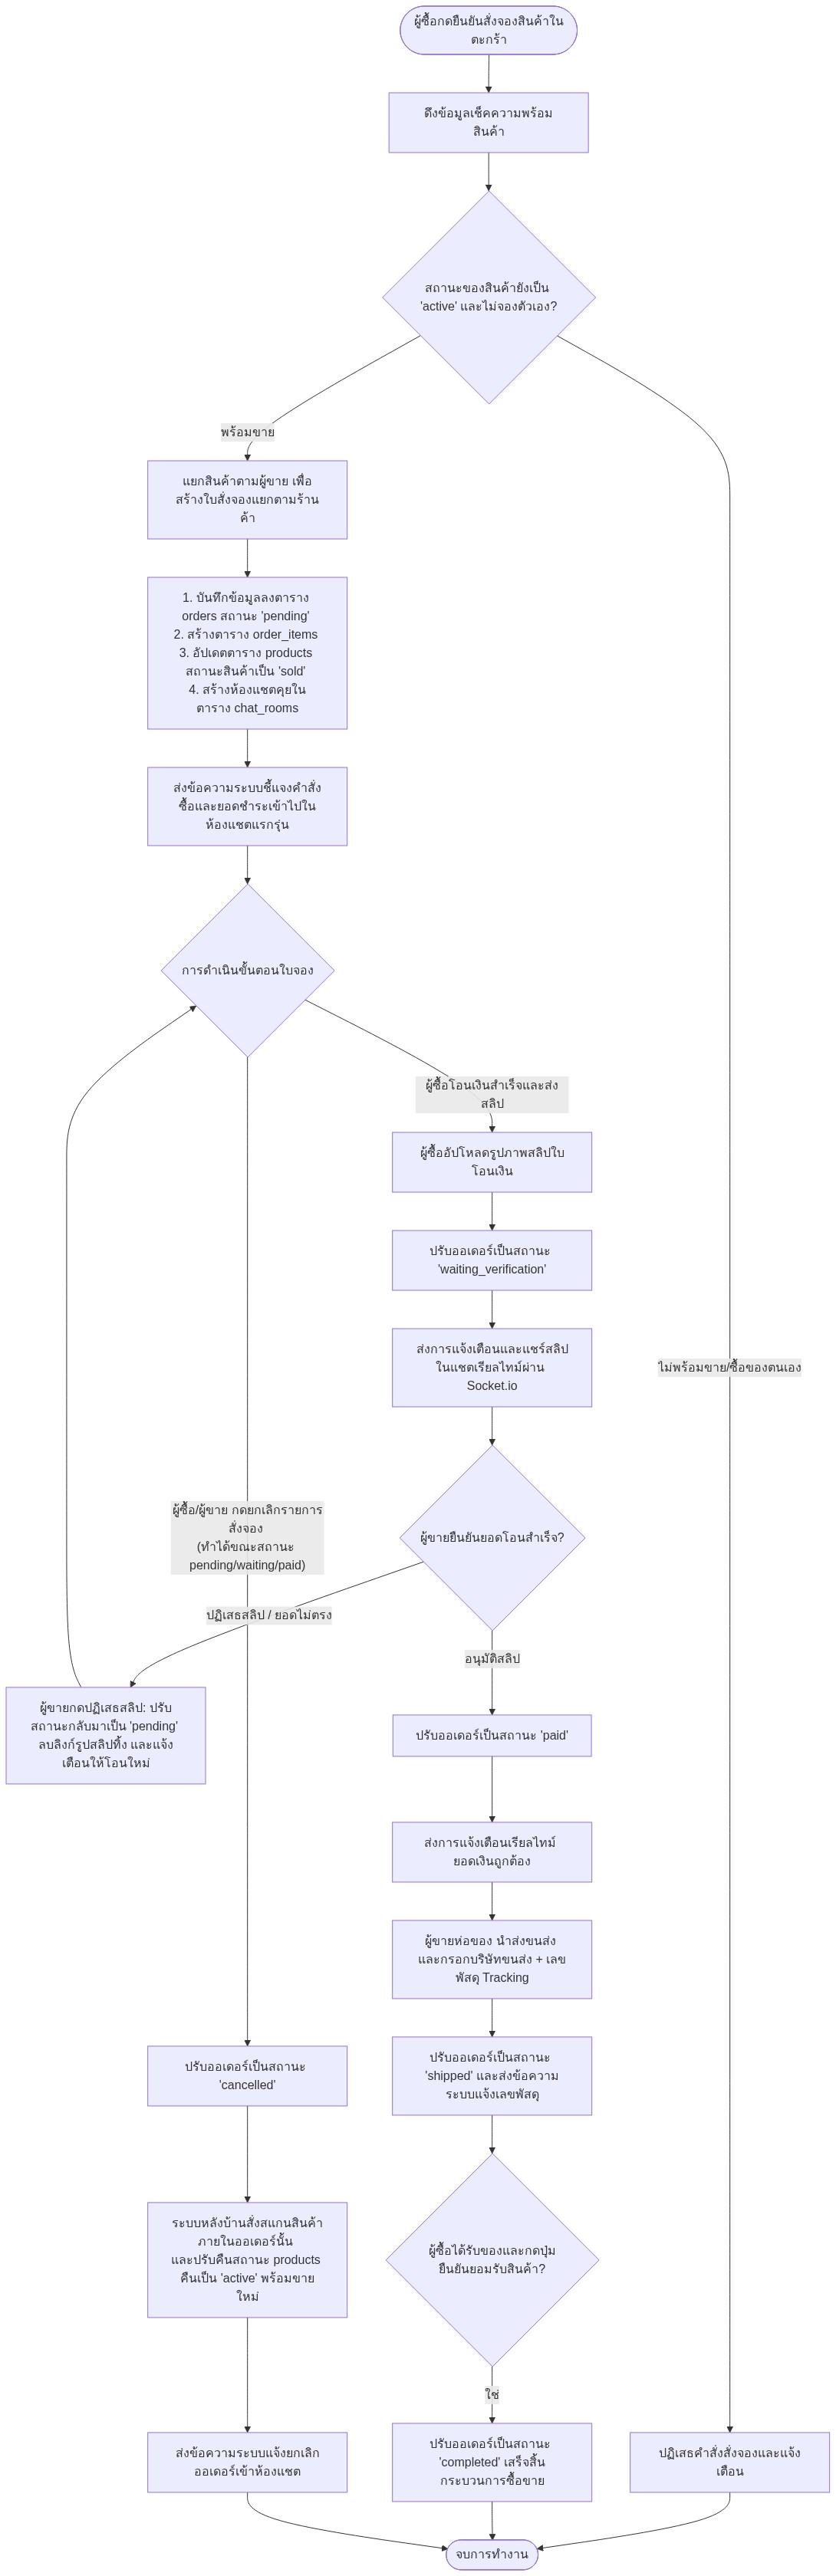 ผู้ซื้อกดยืนยันสั่งจองสินค้าใน
ตะกร้า
ดึงข้อมูลเช็คความพร้อม
สินค้า
สถานะของสินค้ายังเป็น
'active' และไม่จองตัวเอง?
พร้อมขาย
แยกสินค้าตามผู้ขาย เพื่อ
สร้างใบสั่งจองแยกตามร้าน
ค้า
1. บันทึกข้อมูลลงตาราง
orders สถานะ 'pending'
2. สร้างตาราง order_items
3. อัปเดตตาราง products
สถานะสินค้าเป็น 'sold'
4. สร้างห้องแชตคุยใน
ตาราง chat_rooms
ส่งข้อความระบบชี้แจงคำสั่ง
ซื้อและยอดชำระเข้าไปใน
ห้องแชตแรกรุ่น
การดำเนินขั้นตอนใบจอง
ผู้ซื้อโอนเงินสำเร็จและส่ง
สลิป
ผู้ซื้ออัปโหลดรูปภาพสลิปใบ
โอนเงิน
ปรับออเดอร์เป็นสถานะ
'waiting_verification'
ส่งการแจ้งเตือนและแชร์สลิป
ในแชตเรียลไทม์ผ่าน
Socket.io
ไม่พร้อมขาย/ซื้อของตนเอง
ผู้ซื้อ/ผู้ขาย กดยกเลิกรายการ
สั่งจอง
(ทำได้ขณะสถานะ
pending/waiting/paid)
ผู้ขายยืนยันยอดโอนสำเร็จ?
ปฏิเสธสลิป / ยอดไม่ตรง
อนุมัติสลิป
ผู้ขายกดปฏิเสธสลิป: ปรับ
สถานะกลับมาเป็น 'pending'
ลบลิงก์รูปสลิปทิ้ง และแจ้ง
เตือนให้โอนใหม่
ปรับออเดอร์เป็นสถานะ 'paid'
ส่งการแจ้งเตือนเรียลไทม์
ยอดเงินถูกต้อง
ผู้ขายห่อของ นำส่งขนส่ง
และกรอกบริษัทขนส่ง + เลข
พัสดุ Tracking
ปรับออเดอร์เป็นสถานะ
'cancelled'
ปรับออเดอร์เป็นสถานะ
'shipped' และส่งข้อความ
ระบบแจ้งเลขพัสดุ
ระบบหลังบ้านสั่งสแกนสินค้า
ภายในออเดอร์นั้น
และปรับคืนสถานะ products
คืนเป็น 'active' พร้อมขาย
ใหม่
ผู้ซื้อได้รับของและกดปุ่ม
ยืนยันยอมรับสินค้า?
ใช่
ส่งข้อความระบบแจ้งยกเลิก
ออเดอร์เข้าห้องแชต
ปรับออเดอร์เป็นสถานะ
'completed' เสร็จสิ้น
กระบวนการซื้อขาย
ปฏิเสธคำสั่งสั่งจองและแจ้ง
เตือน
จบการทำงาน